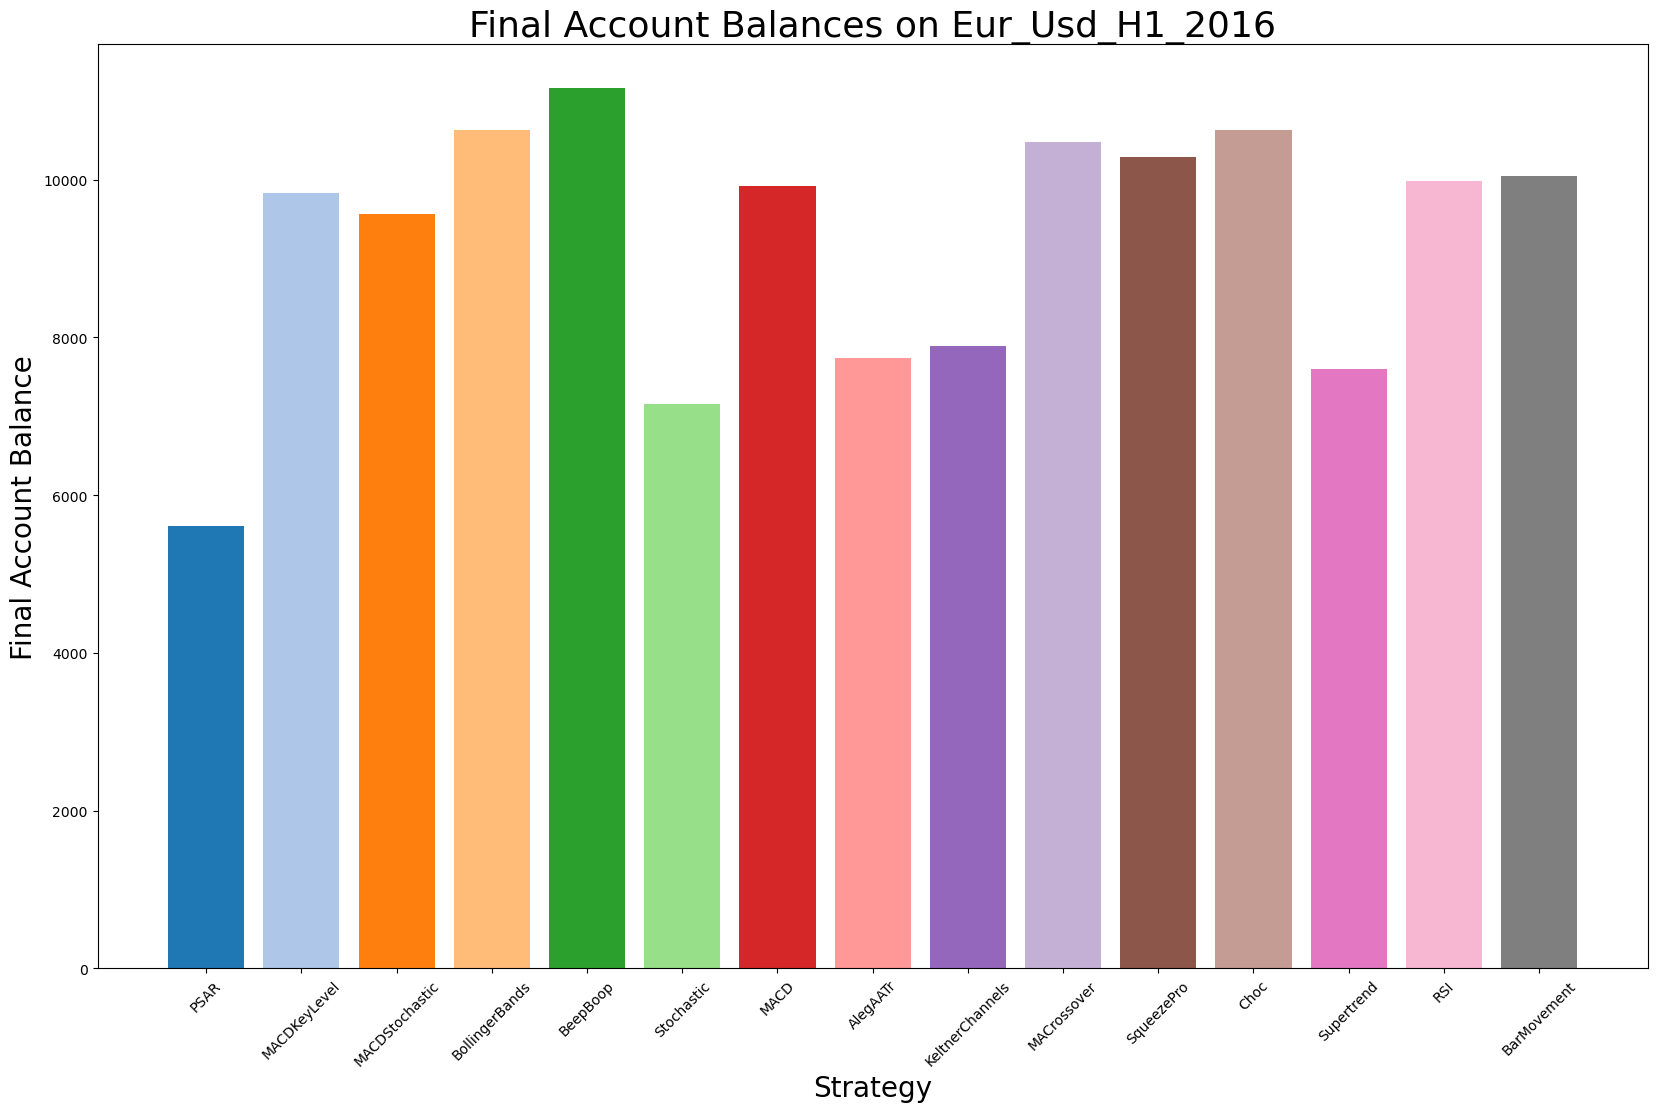 Final Account Balances on Eur_Usd_H1_2016
Final Account Balance
10000
8000
6000
4000
2000
0
PSAR
MACDKeyLevel
MACDStochastic
BollingerBands
BeepBoop
Stochastic
MACD
AlegAATr
KeltnerChannels
MACrossover
SqueezePro
Choc
Supertrend
RSI
BarMovement
Strategy